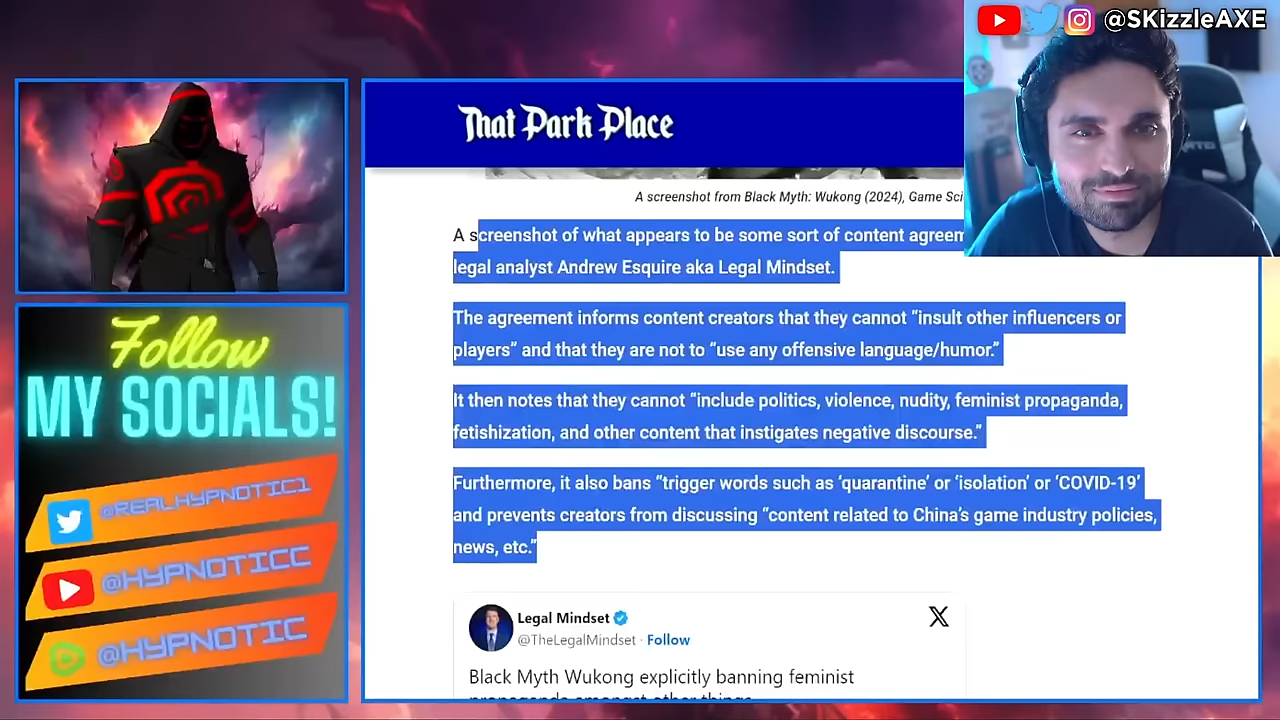 @SKizzleAXE
That Park Place
A screenshot from Black Myth: Wukong (2024), Game Sci
A screenshot of what appears to be some sort of content agreem
legal analyst Andrew Esquire aka Legal Mindset.
The agreement informs content creators that they cannot “insult other influencers or
players” and that they are not to “use any offensive language/humor.”
It then notes that they cannot “include politics, violence, nudity, feminist propaganda,
fetishization, and other content that instigates negative discourse.”
Furthermore, it also bans “trigger words such as ‘quarantine’ or ‘isolation’ or ‘COVID-19’
and prevents creators from discussing “content related to China’s game industry policies,
news, etc.”
Legal Mindset
@TheLegalMindset · Follow
Black Myth Wukong explicitly banning feminist
propaganda amongst other things
Follow
MY SOCIALS!
@REALHYPNOTIC1
@HYPNOTICC
@HYPNOTIC